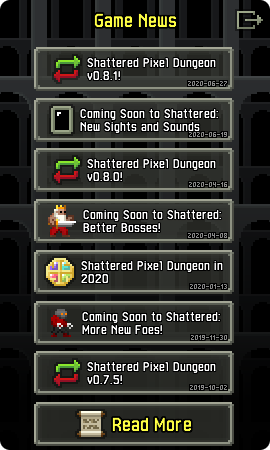 Game News
Shattered Pixel Dungeon
v0.8.1!
2020-06-27
Coming Soon to Shattered:
New Sights and Sounds
2020-06-19
Shattered Pixel Dungeon
v0.8.0!
2020-04-16
Coming Soon to Shattered:
Better Bosses!
2020-04-08
Shattered Pixel Dungeon in
2020
2020-01-13
Coming Soon to Shattered:
More New Foes!
2019-11-30
Shattered Pixel Dungeon
v0.7.5!
2019-10-02
Read More